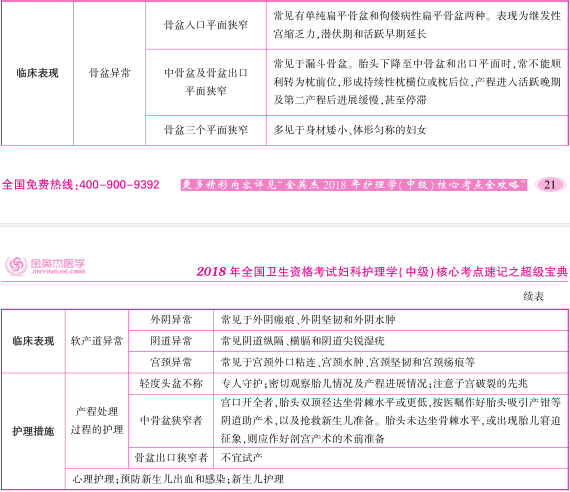 临床表现
骨盆异常
骨盆入口平面狭窄
常见有单纯扁平骨盆和佝偻病性扁平骨盆两种。表现为继发性
宫缩乏力,潜伏期和活跃早期延长
中骨盆及骨盆出口
平面狭窄
常见于漏斗骨盆。胎头下降至中骨盆和出口平面时,常不能顺
利转为枕前位,形成持续性枕横位或枕后位,产程进入活跃晚期
及第二产程后进展缓慢,甚至停滞
骨盆三个平面狭窄
多见于身材矮小、体形匀称的妇女
全国免费热线:400-900-9392
更多精彩内容详见“金英杰2018年护理学(中级)核心考点全攻略”
21
金英杰医学
JINYINGJIE.COM
2018年全国卫生资格考试妇科护理学(中级)核心考点速记之超级宝典
续表
临床表现
软产道异常
外阴异常
常见于外阴瘢痕、外阴坚韧和外阴水肿
阴道异常
常见阴道纵隔、横膈和阴道尖锐湿疣
宫颈异常
常见于宫颈外口粘连、宫颈水肿、宫颈坚韧和宫颈疡痕等
护理措施
产程处理
过程的护理
轻度头盆不称
专人守护;密切观察胎儿情况及产程进展情况;注意子宫破裂的先兆
中骨盆狭窄者
宫口开全者,胎头双顶径达坐骨棘水平或更低,按医嘱作好胎头吸引产钳等
阴道助产术,以及抢救新生儿准备。胎头未达坐骨棘水平,或出现胎儿窘迫
征象,则应作好剖宫产术的术前准备
骨盆出口狭窄者
不宜试产
心理护理;预防新生儿出血和感染;新生儿护理